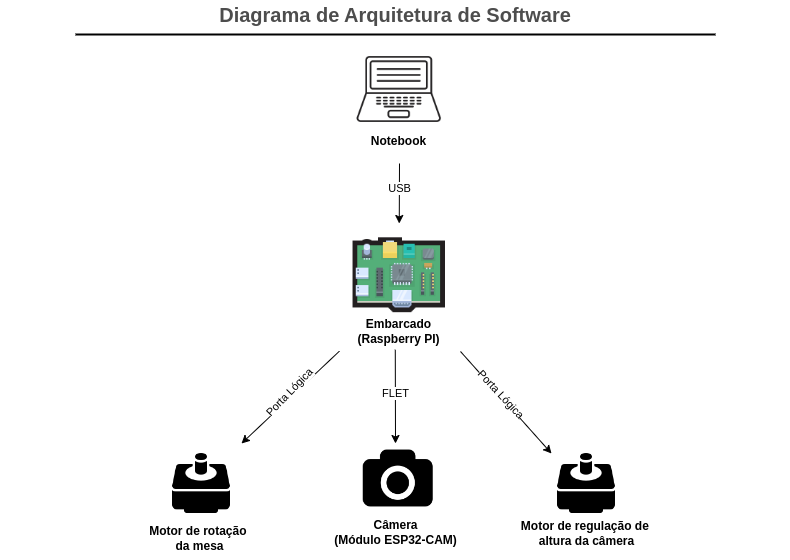 Diagrama de Arquitetura de Software
Notebook
USB
Embarcado
(Raspberry PI)
Porta Lógica
FLET
Porta Lógica
Motor de rotação
da mesa
Câmera
(Módulo ESP32-CAM)
Motor de regulação de
altura da câmera